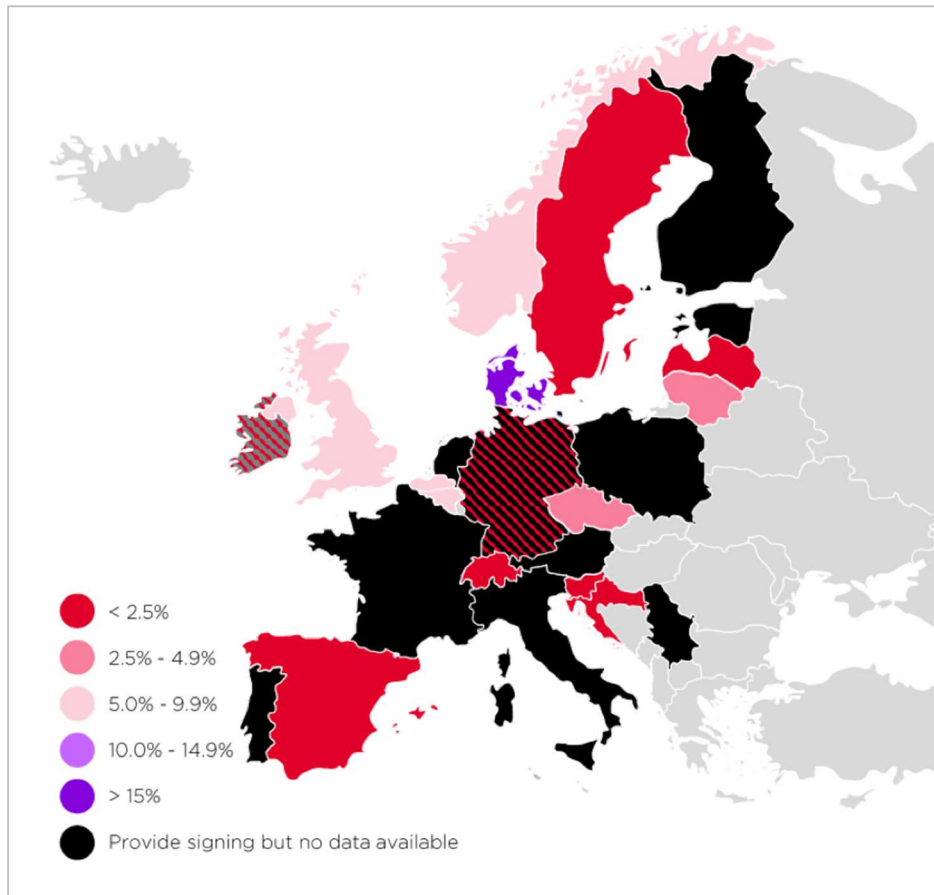 < 2.5%
2.5% - 4.9%
5.0% - 9.9%
10.0% - 14.9%
> 15%
Provide signing but no data available